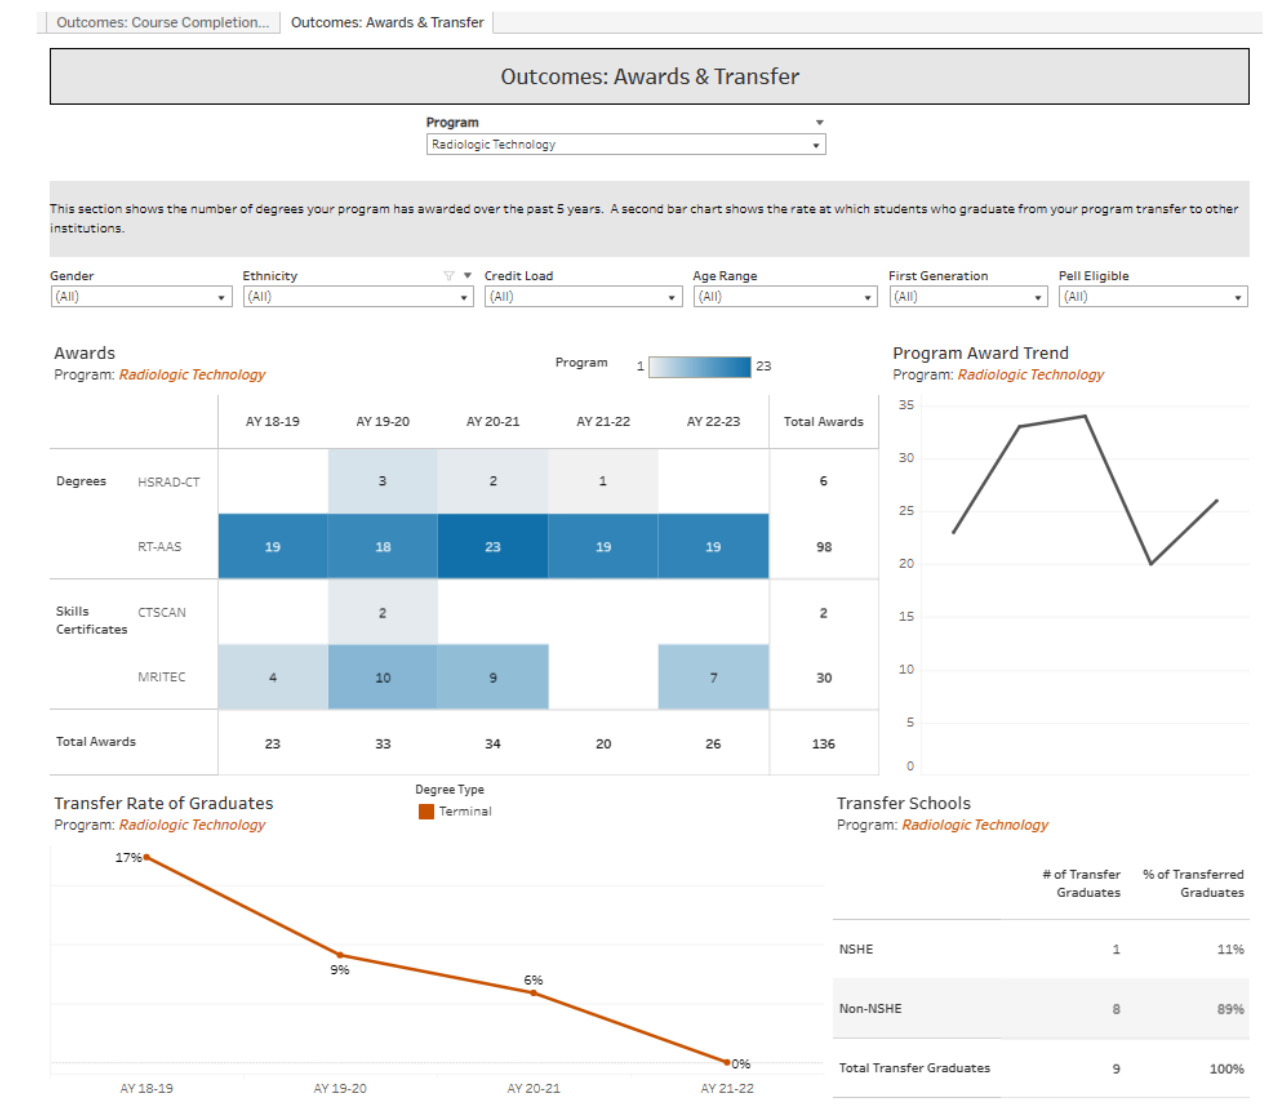 Outcomes: Course Completion...
Outcomes: Awards & Transfer
Outcomes: Awards & Transfer
Program
Radiologic Technology
This section shows the number of degrees your program has awarded over the past 5 years.  A second bar chart shows the rate at which students who graduate from your program transfer to other
institutions.
Gender Ethnicity Credit Load Age Range First Generation Pell Eligible
(All) (All) (All) (All) (All) (All)
Awards
Program: Radiologic Technology
Program 1 23
AY 18-19 AY 19-20 AY 20-21 AY 21-22 AY 22-23 Total Awards
Degrees HSRAD-CT 3 2 1 6
RT-AAS 19 18 23 19 19 98
Skills
Certificates
CTSCAN 2 2
MRITEC 4 10 9 7 30
Total Awards 23 33 34 20 26 136
Program Award Trend
Program: Radiologic Technology
35
30
25
20
15
10
5
0
Transfer Rate of Graduates
Program: Radiologic Technology
Degree Type
Terminal
17%
9%
6%
0%
AY 18-19 AY 19-20 AY 20-21 AY 21-22
Transfer Schools
Program: Radiologic Technology
# of Transfer % of Transferred
Graduates Graduates
NSHE 1 11%
Non-NSHE 8 89%
Total Transfer Graduates 9 100%